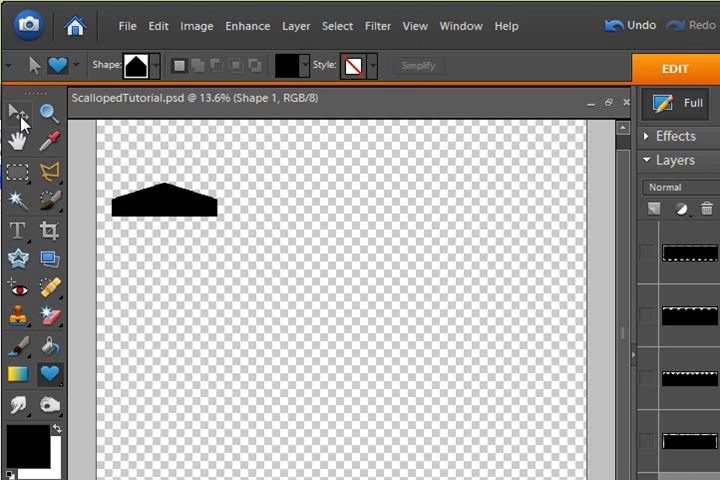 File Edit Image Enhance Layer Select Filter View Window Help Undo Redo
Shape: Style: Simplify
EDIT
ScallopedTutorial.psd @ 13.6% (Shape 1, RGB/8)
Full
Effects
Layers
Normal